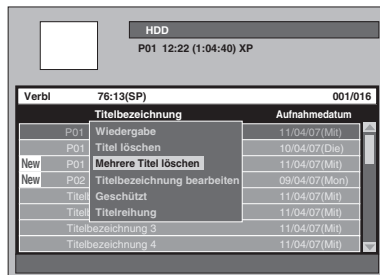 HDD
P01 12:22 (1:04:40) XP
Verbl 76:13(SP) 001/016
Titelbezeichnung Aufnahmedatum
P01 Wiedergabe 11/04/07(Mit)
P01 Titel löschen 10/04/07(Die)
New P01 Mehrere Titel löschen 11/04/07(Mit)
New P02 Titelbezeichnung bearbeiten 09/04/07(Mon)
Titelb Geschützt 11/04/07(Mit)
Titelb Titelreihung 11/04/07(Mit)
Titelbezeichnung 3 11/04/07(Mit)
Titelbezeichnung 4 11/04/07(Mit)